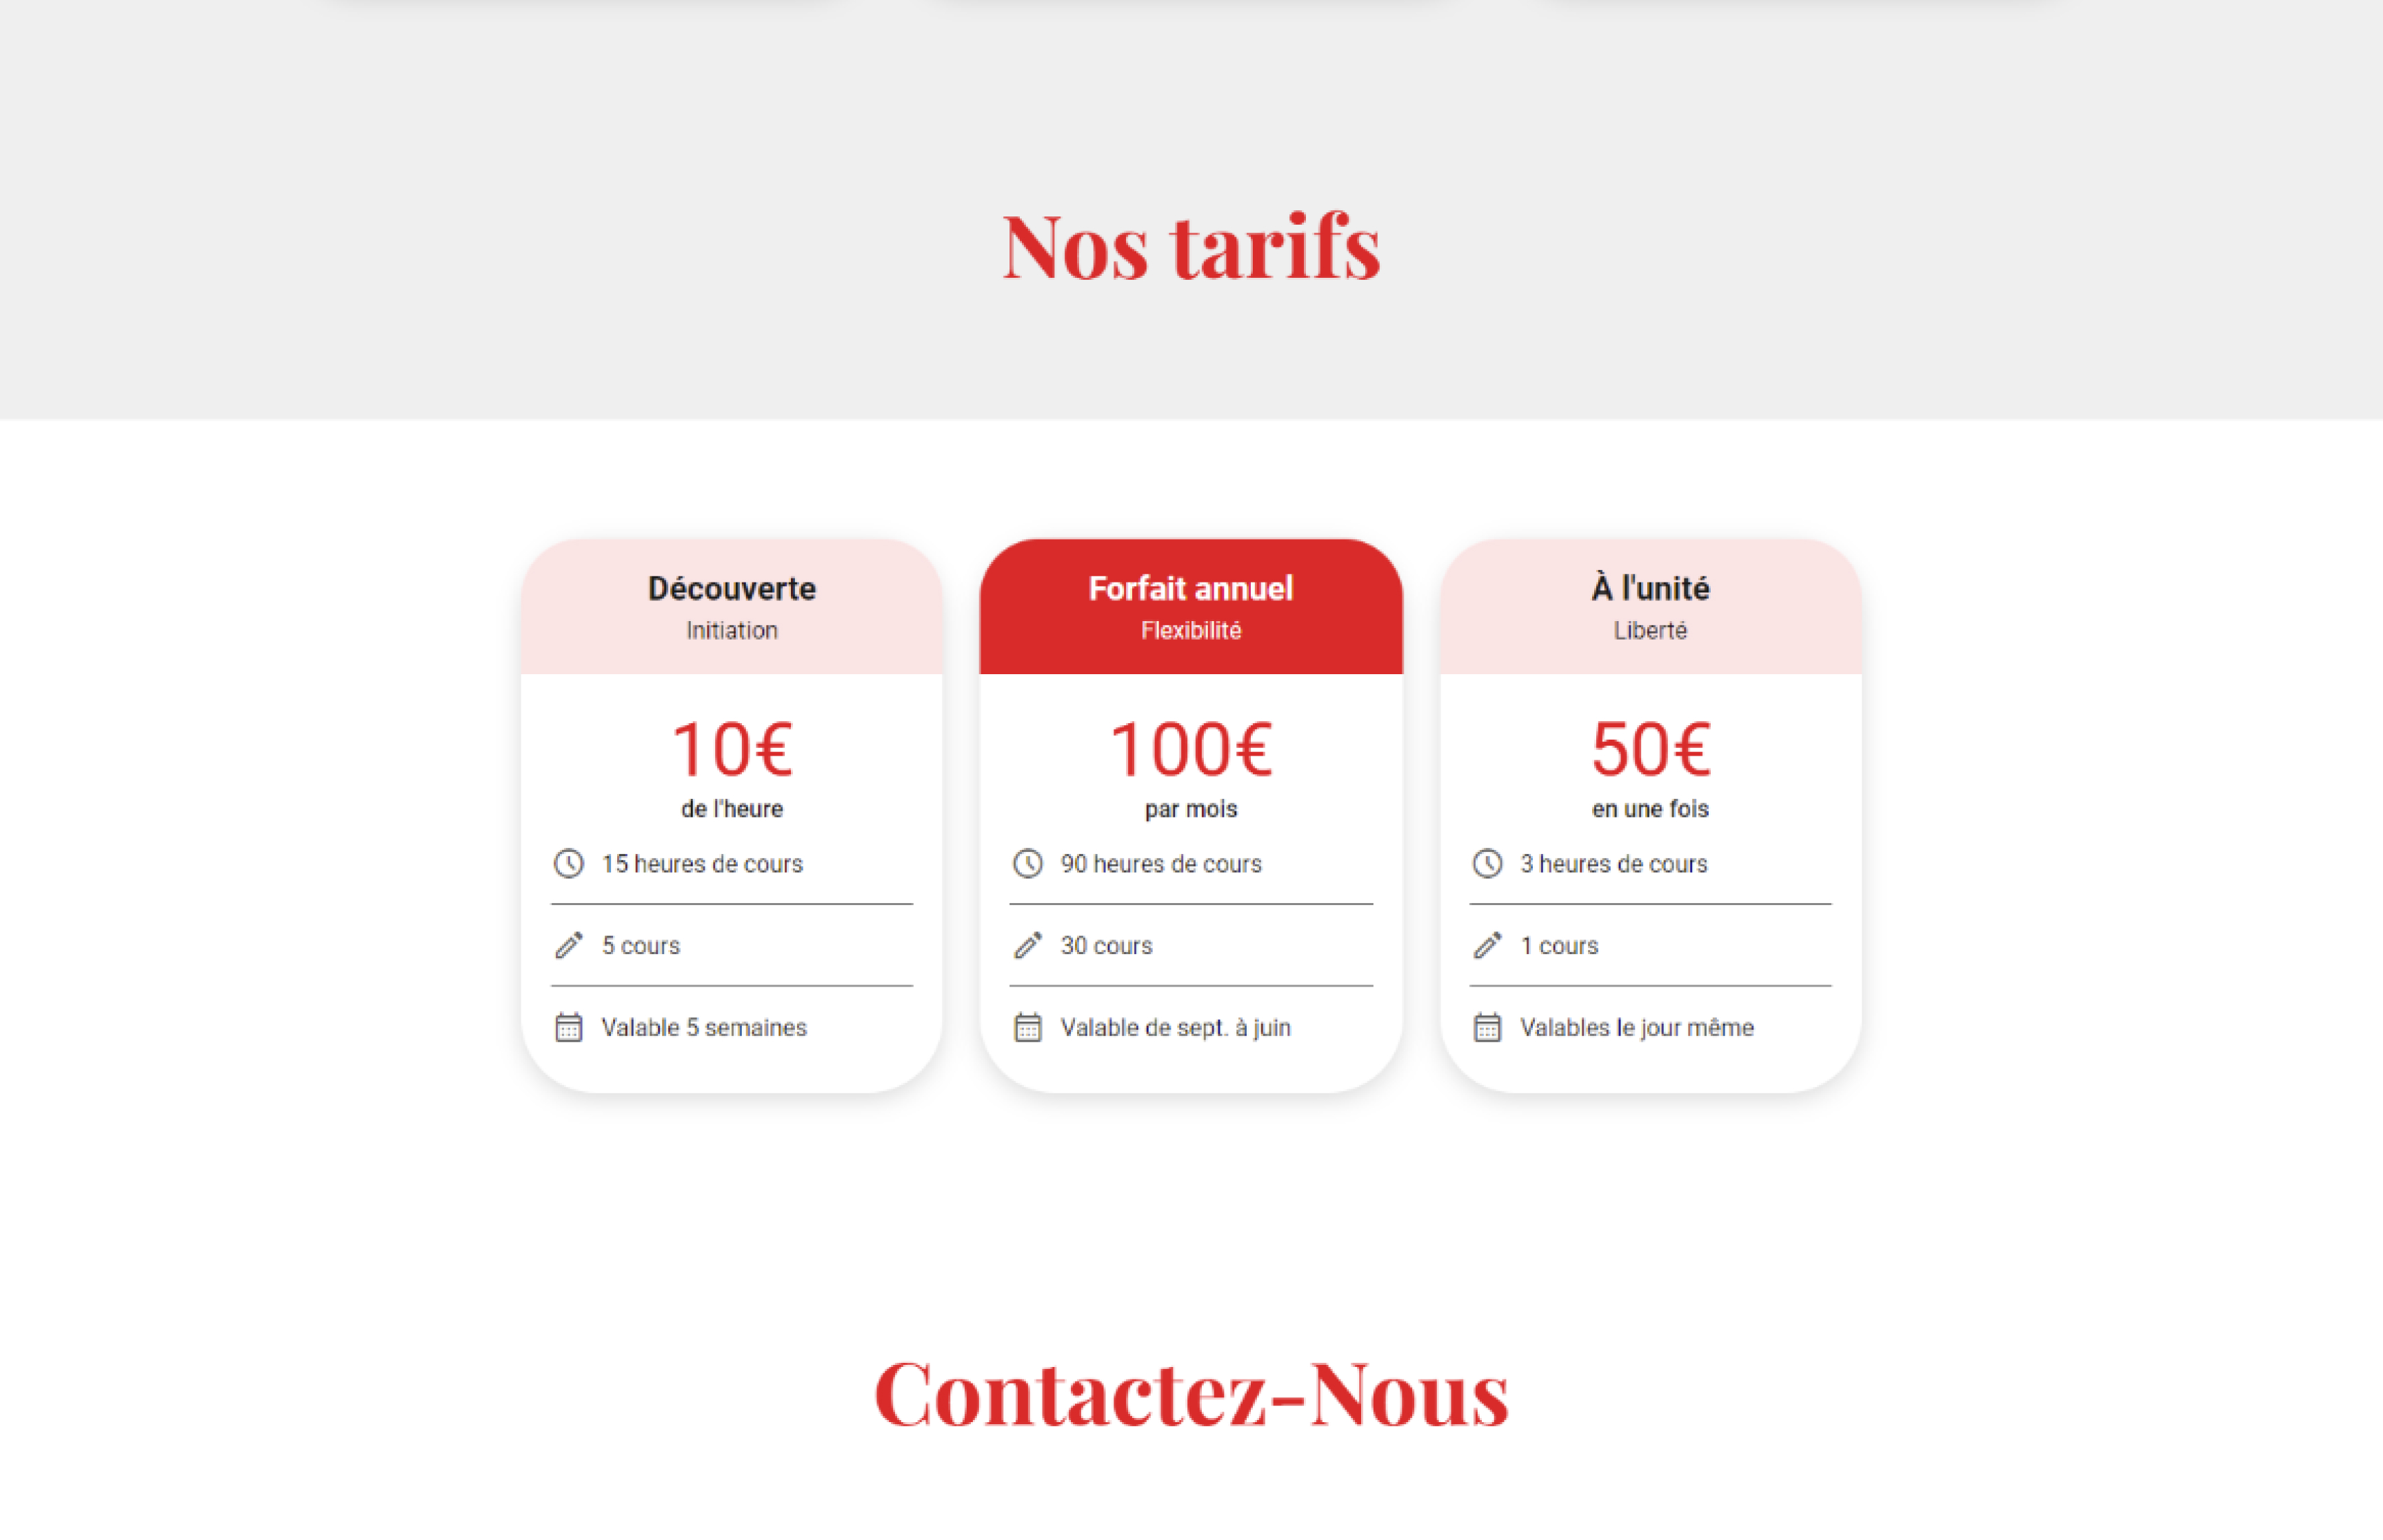 Nos tarifs
Découverte
Initiation
10€
de l'heure
15 heures de cours
5 cours
Valable 5 semaines
Forfait annuel
Flexibilité
100€
par mois
90 heures de cours
30 cours
Valable de sept. à juin
À l'unité
Liberté
50€
en une fois
3 heures de cours
1 cours
Valables le jour même
Contactez-Nous